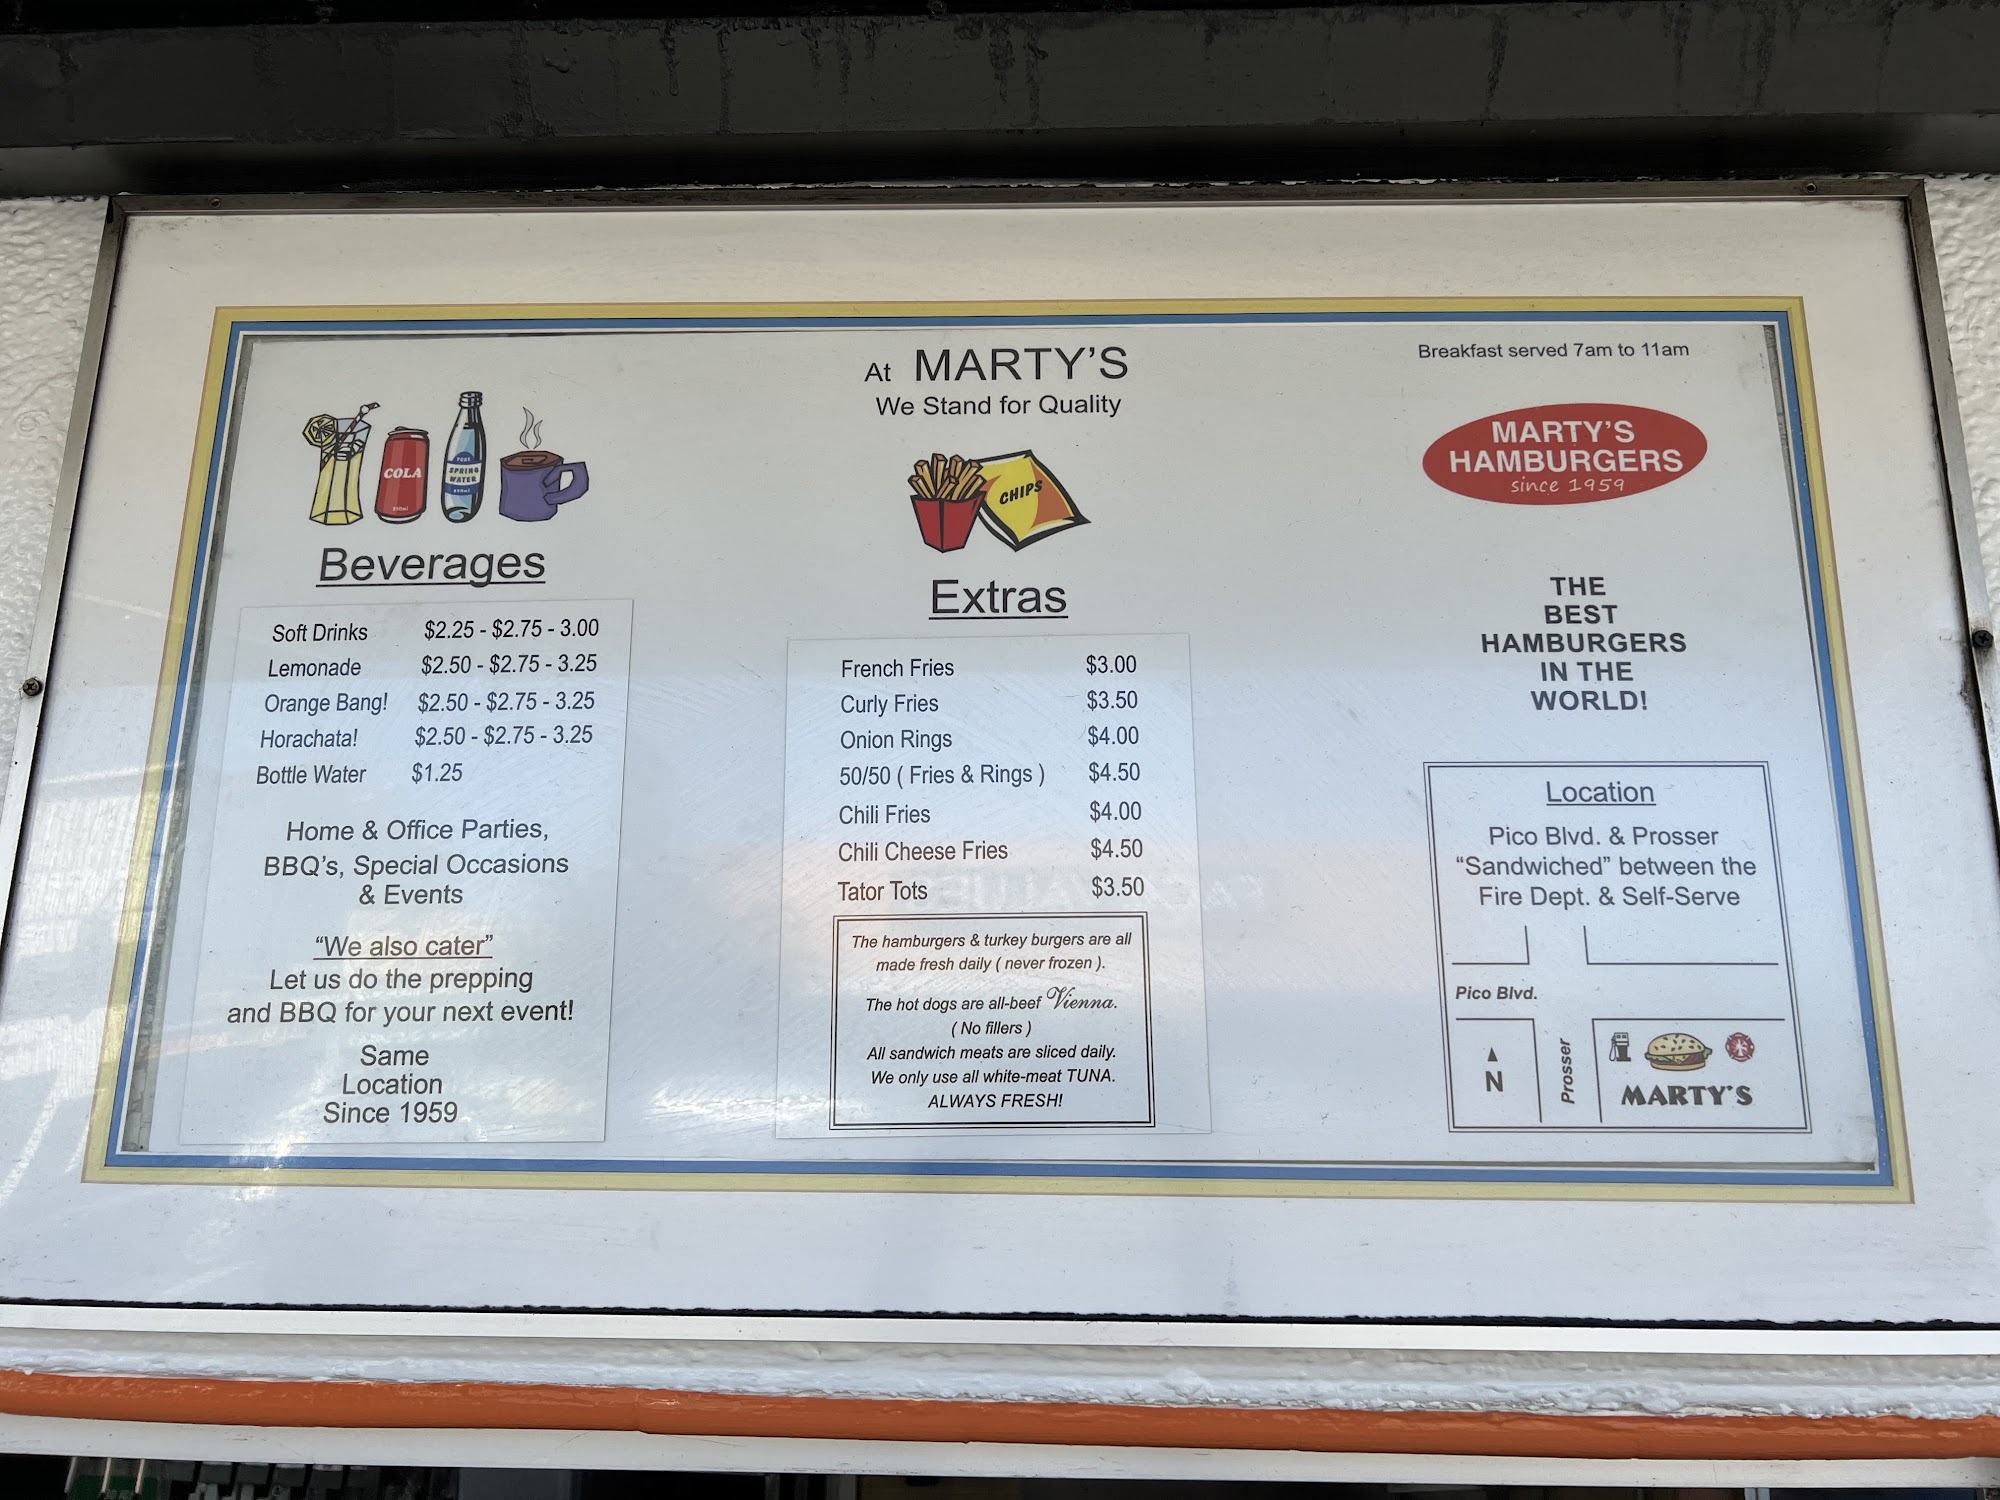 At MARTY'S
We Stand for Quality
Breakfast served 7am to 11am
COLA
350ml
PURE
SPRING
WATER
Beverages
Soft Drinks $2.25 - $2.75 - 3.00
Lemonade $2.50 - $2.75 - 3.25
Orange Bang! $2.50 - $2.75 - 3.25
Horachata! $2.50 - $2.75 - 3.25
Bottle Water $1.25
Home & Office Parties,
BBQ's, Special Occasions
& Events
"We also cater"
Let us do the prepping
and BBQ for your next event!
Same
Location
Since 1959
CHIPS
Extras
French Fries $3.00
Curly Fries $3.50
Onion Rings $4.00
50/50 ( Fries & Rings ) $4.50
Chili Fries $4.00
Chili Cheese Fries $4.50
Tator Tots $3.50
The hamburgers & turkey burgers are all
made fresh daily ( never frozen ).
The hot dogs are all-beef Vienna.
( No fillers )
All sandwich meats are sliced daily.
We only use all white-meat TUNA.
ALWAYS FRESH!
MARTY'S
HAMBURGERS
since 1959
THE
BEST
HAMBURGERS
IN THE
WORLD!
Location
Pico Blvd. & Prosser
"Sandwiched" between the
Fire Dept. & Self-Serve
Pico Blvd.
N
Prosser
MARTY'S